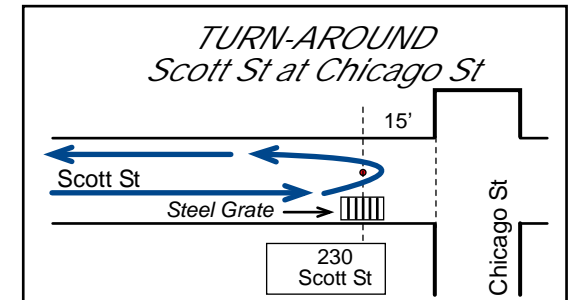 TURN-AROUND
Scott St at Chicago St
15’
Scott St
Steel Grate
230
Scott St
Chicago St